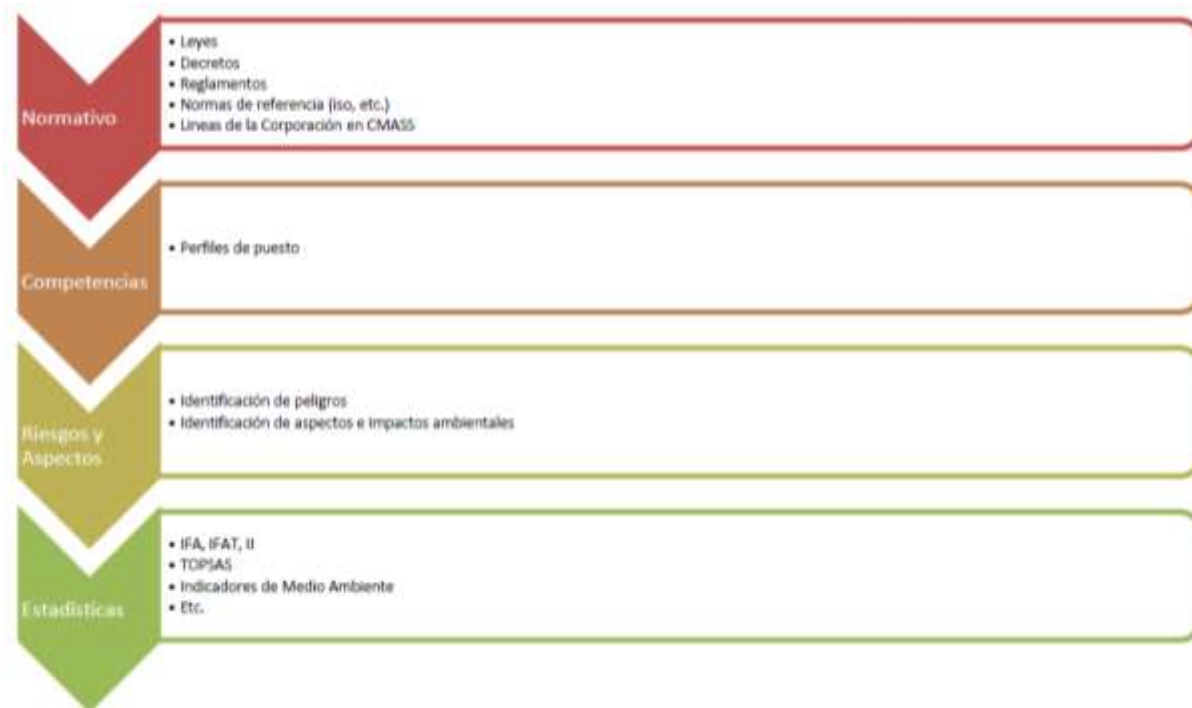 Normativo
• Leyes
• Decretos
• Reglamentos
• Normas de referencia (iso, etc.)
• Lineas de la Corporación en CMASS
Competencias
• Perfiles de puesto
Riesgos y
Aspectos
• Identificación de peligros
• Identificación de aspectos e impactos ambientales
Estadísticas
• IFA, IFAT, II
• TOPSAS
• Indicadores de Medio Ambiente
• Etc.